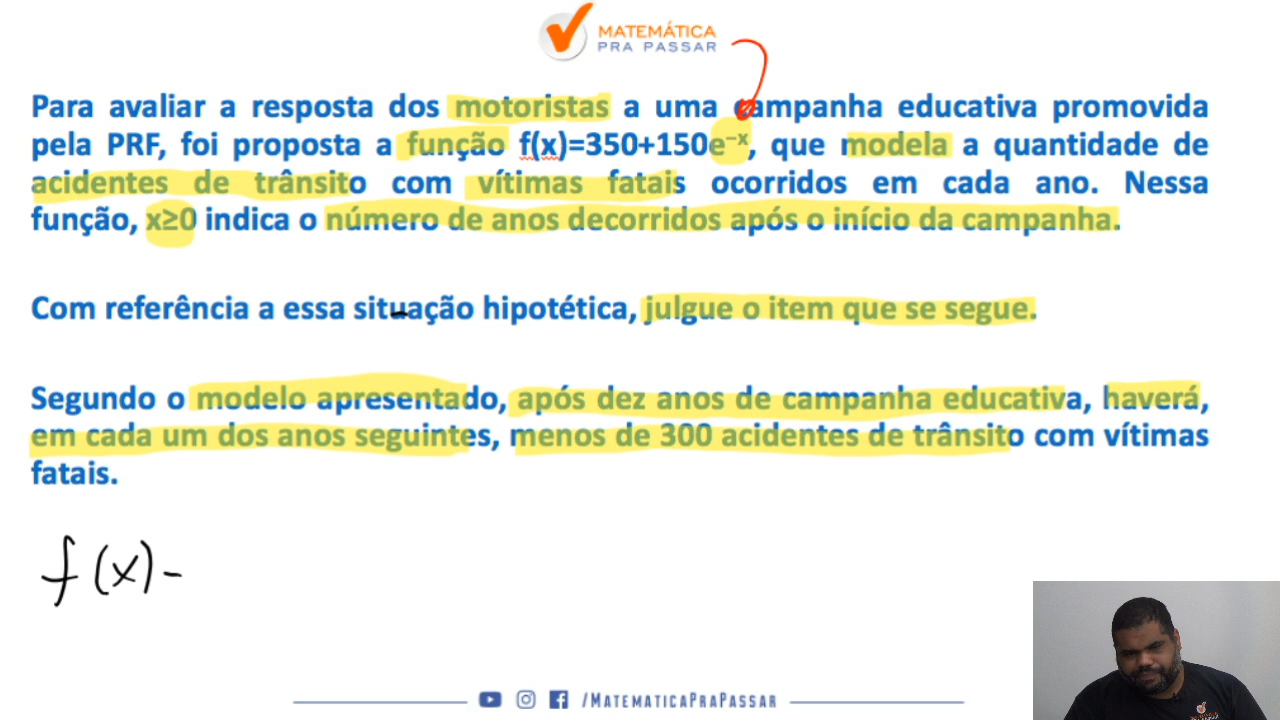 MATEMÁTICA
PRA PASSAR
Para avaliar a resposta dos motoristas a uma campanha educativa promovida
pela PRF, foi proposta a função f(x)=350+150e⁻ˣ, que modela a quantidade de
acidentes de trânsito com vítimas fatais ocorridos em cada ano. Nessa
função, x≥0 indica o número de anos decorridos após o início da campanha.
Com referência a essa situação hipotética, julgue o item que se segue.
Segundo o modelo apresentado, após dez anos de campanha educativa, haverá,
em cada um dos anos seguintes, menos de 300 acidentes de trânsito com vítimas
fatais.
f(x) -
/MATEMATICAPRAPASSAR